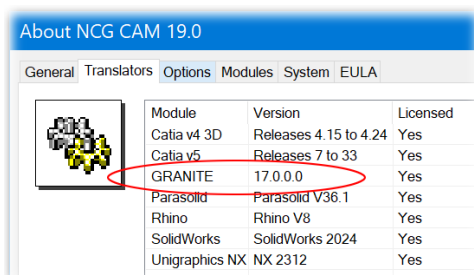 About NCG CAM 19.0
General Translators Options Modules System EULA
Module Version Licensed
Catia v4 3D Releases 4.15 to 4.24 Yes
Catia v5 Releases 7 to 33 Yes
GRANITE 17.0.0.0 Yes
Parasolid Parasolid V36.1 Yes
Rhino Rhino V8 Yes
SolidWorks SolidWorks 2024 Yes
Unigraphics NX NX 2312 Yes